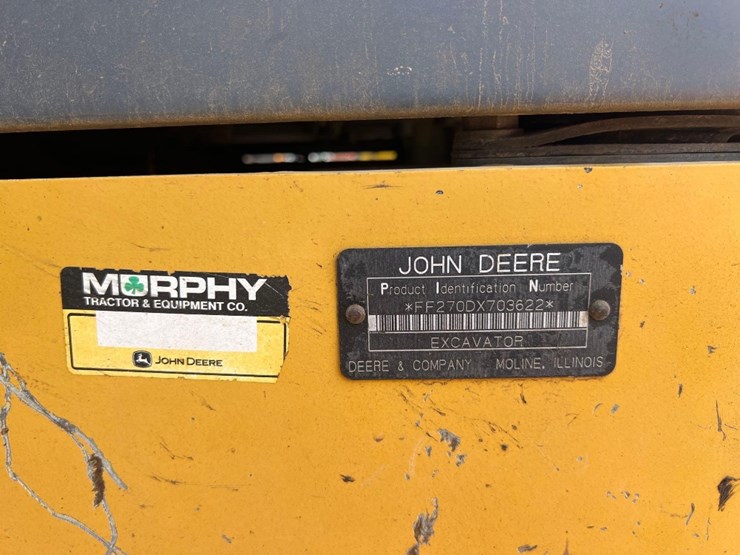 MURPHY
TRACTOR & EQUIPMENT CO.
JOHN DEERE
JOHN DEERE
Product Identification Number
*FF270DX703622*
EXCAVATOR
DEERE & COMPANY MOLINE, ILLINOIS